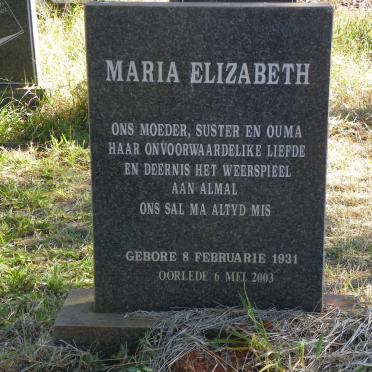 MARIA ELIZABETH
ONS MOEDER, SUSTER EN OUMA
HAAR ONVOORWAARDELIKE LIEFDE
EN DEERNIS HET WEERSPIEEL
AAN ALMAL
ONS SAL MA ALTYD MIS
GEBORE 8 FEBRUARIE 1931
OORLEDE 6 MEI 2003